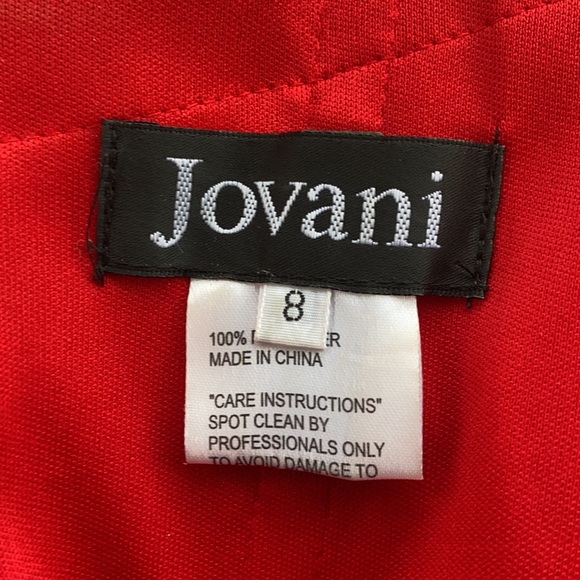 Jovani
8
100%
MADE IN CHINA
"CARE INSTRUCTIONS"
SPOT CLEAN BY
PROFESSIONALS ONLY
TO AVOID DAMAGE TO